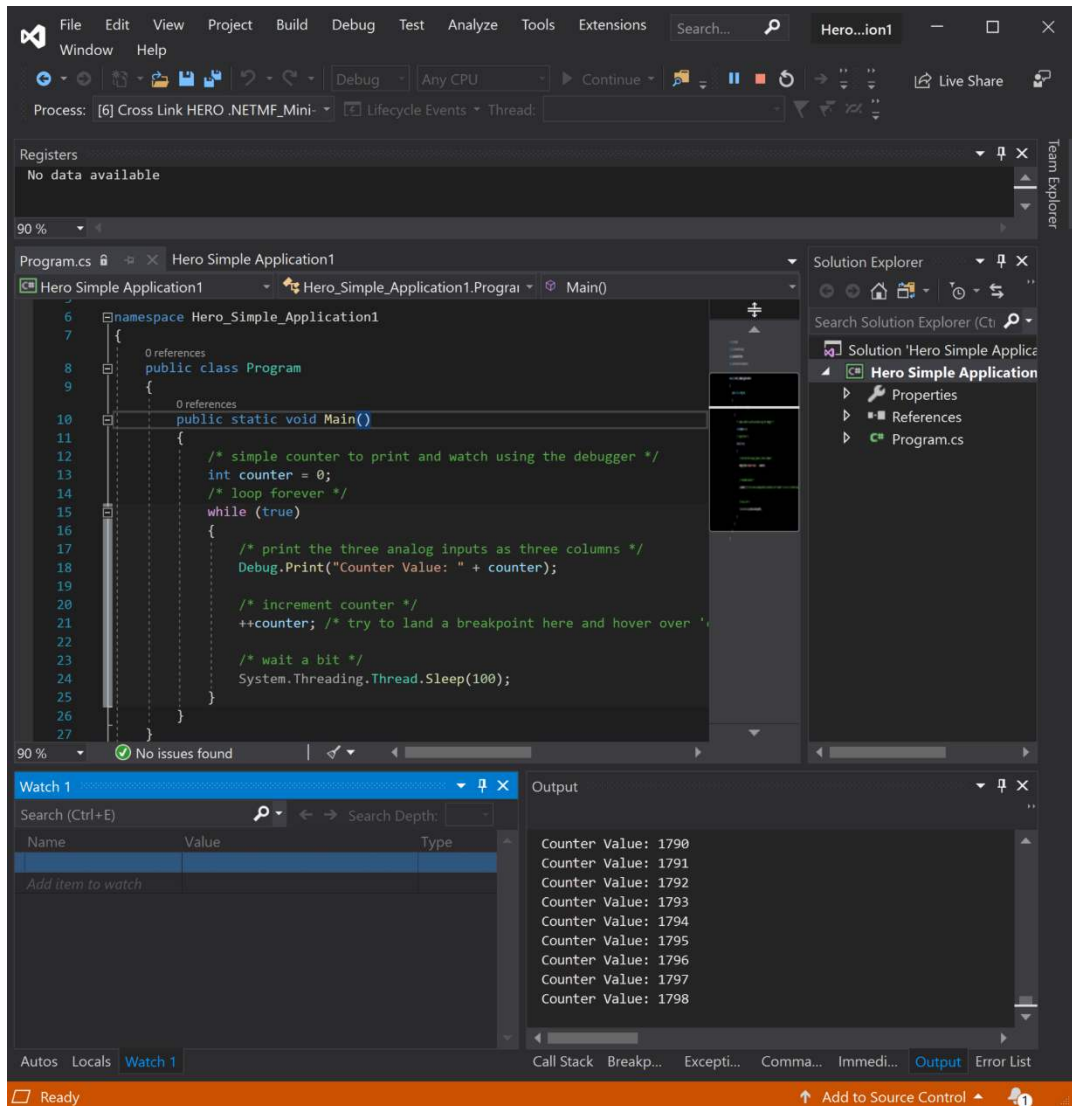 File Edit View Project Build Debug Test Analyze Tools Extensions Search... Hero...ion1
Window Help
Debug Any CPU Continue Live Share
Process: [6] Cross Link HERO .NETMF_Mini- Lifecycle Events Thread:
Team Explorer
Registers
No data available
90 %
Program.cs Hero Simple Application1
Hero Simple Application1 Hero_Simple_Application1.Program Main()
6 namespace Hero_Simple_Application1
7 {
0 references
8 public class Program
9 {
0 references
10 public static void Main()
11 {
12 /* simple counter to print and watch using the debugger */
13 int counter = 0;
14 /* loop forever */
15 while (true)
16 {
17 /* print the three analog inputs as three columns */
18 Debug.Print("Counter Value: " + counter);
19
20 /* increment counter */
21 ++counter; /* try to land a breakpoint here and hover over '
22
23 /* wait a bit */
24 System.Threading.Thread.Sleep(100);
25 }
26 }
27 }
90 % No issues found
Solution Explorer
Search Solution Explorer (Ct
Solution 'Hero Simple Applica
Hero Simple Application
Properties
References
C# Program.cs
Watch 1
Search (Ctrl+E) Search Depth:
Name Value Type
Add item to watch
Autos Locals Watch 1
Output
Counter Value: 1790
Counter Value: 1791
Counter Value: 1792
Counter Value: 1793
Counter Value: 1794
Counter Value: 1795
Counter Value: 1796
Counter Value: 1797
Counter Value: 1798
Call Stack Breakp... Excepti... Comma... Immedi... Output Error List
Ready Add to Source Control 1